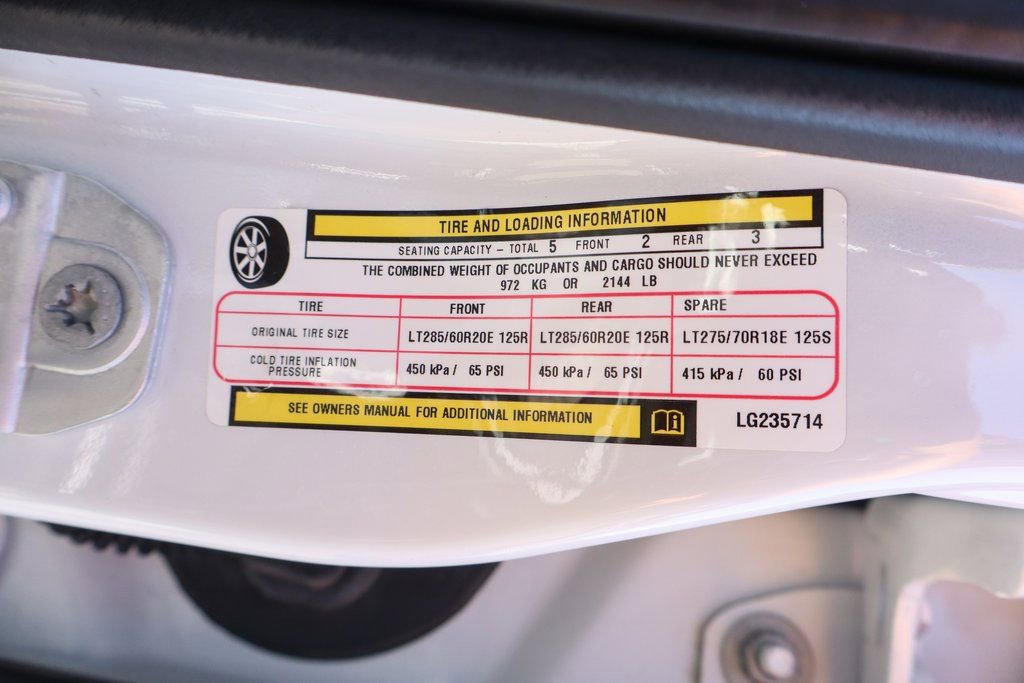 TIRE AND LOADING INFORMATION
SEATING CAPACITY – TOTAL 5 FRONT 2 REAR 3
THE COMBINED WEIGHT OF OCCUPANTS AND CARGO SHOULD NEVER EXCEED
972 KG OR 2144 LB
TIRE FRONT REAR SPARE
ORIGINAL TIRE SIZE LT285/60R20E 125R LT285/60R20E 125R LT275/70R18E 125S
COLD TIRE INFLATION
PRESSURE 450 kPa / 65 PSI 450 kPa / 65 PSI 415 kPa / 60 PSI
SEE OWNERS MANUAL FOR ADDITIONAL INFORMATION
LG235714